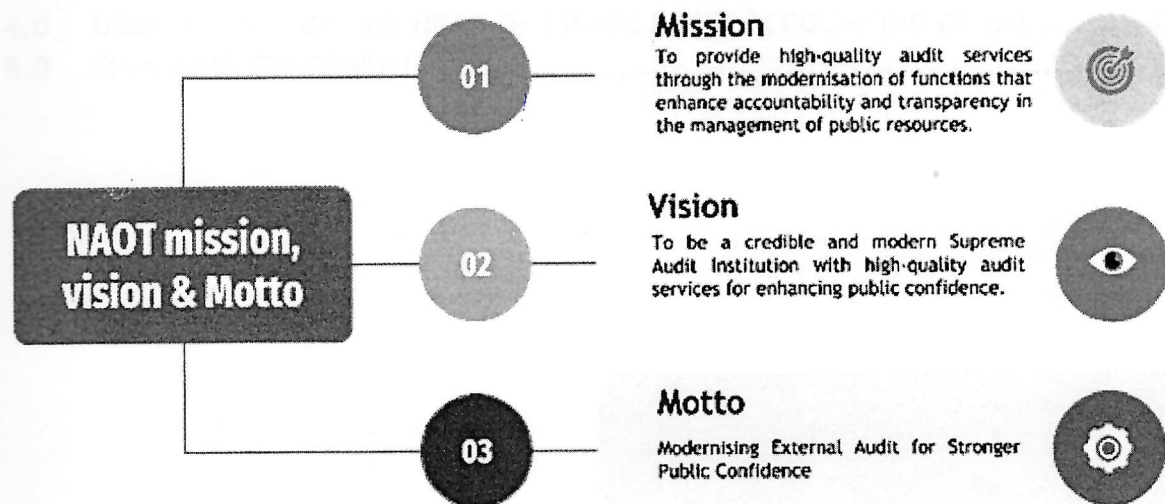 NAOT mission,
vision & Motto
01
Mission
To provide high-quality audit services
through the modernisation of functions that
enhance accountability and transparency in
the management of public resources.
02
Vision
To be a credible and modern Supreme
Audit Institution with high-quality audit
services for enhancing public confidence.
03
Motto
Modernising External Audit for Stronger
Public Confidence